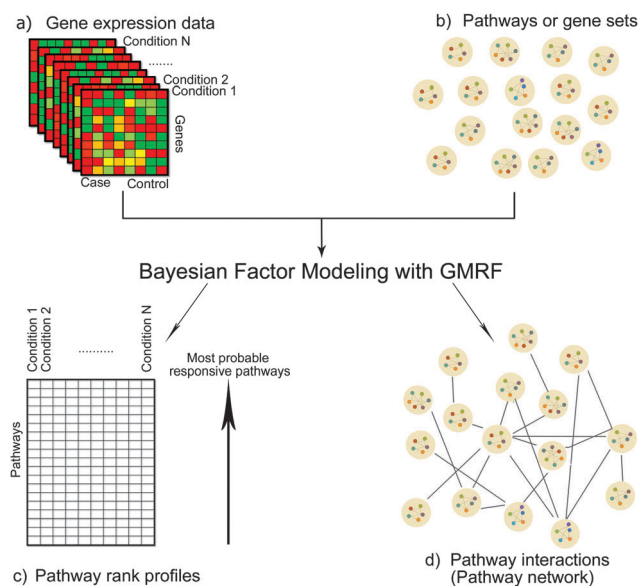 a) Gene expression data
Condition N
........
Condition 2
Condition 1
Genes
Case Control
b) Pathways or gene sets
Bayesian Factor Modeling with GMRF
Condition 1
Condition 2
..........
Condition N
Pathways
Most probable
responsive pathways
c) Pathway rank profiles
d) Pathway interactions
(Pathway network)